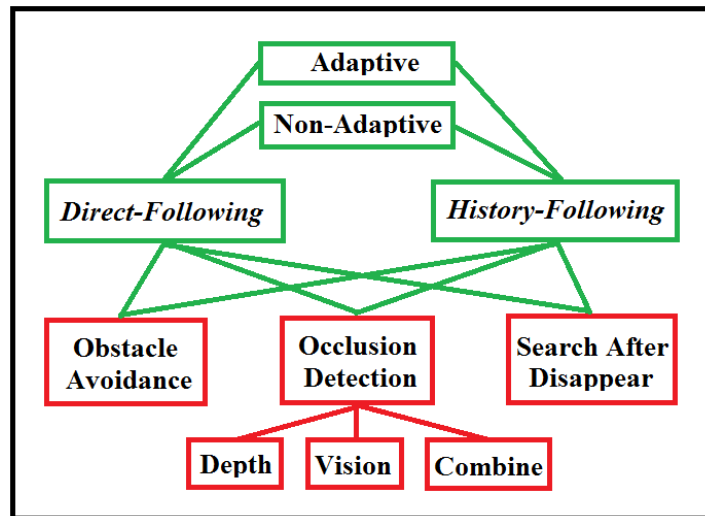 Adaptive
Non-Adaptive
Direct-Following
History-Following
Obstacle
Avoidance
Occlusion
Detection
Search After
Disappear
Depth
Vision
Combine